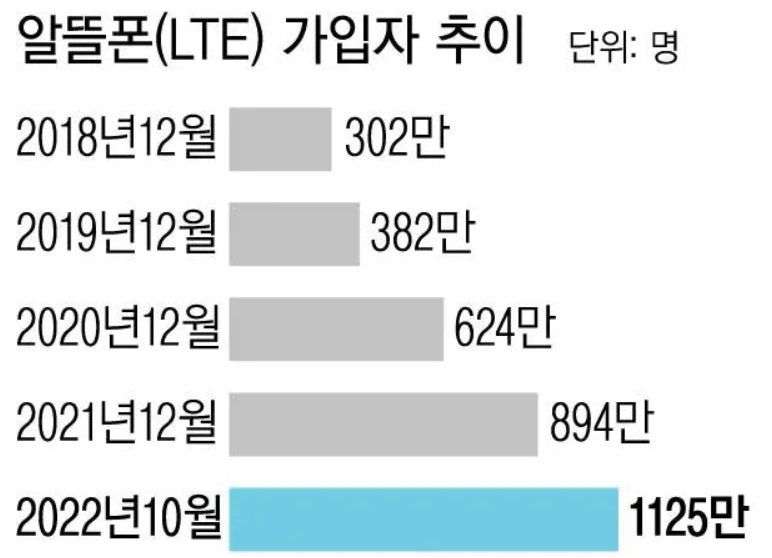 알뜰폰(LTE) 가입자 추이 단위: 명
2018년12월 302만
2019년12월 382만
2020년12월 624만
2021년12월 894만
2022년10월 1125만